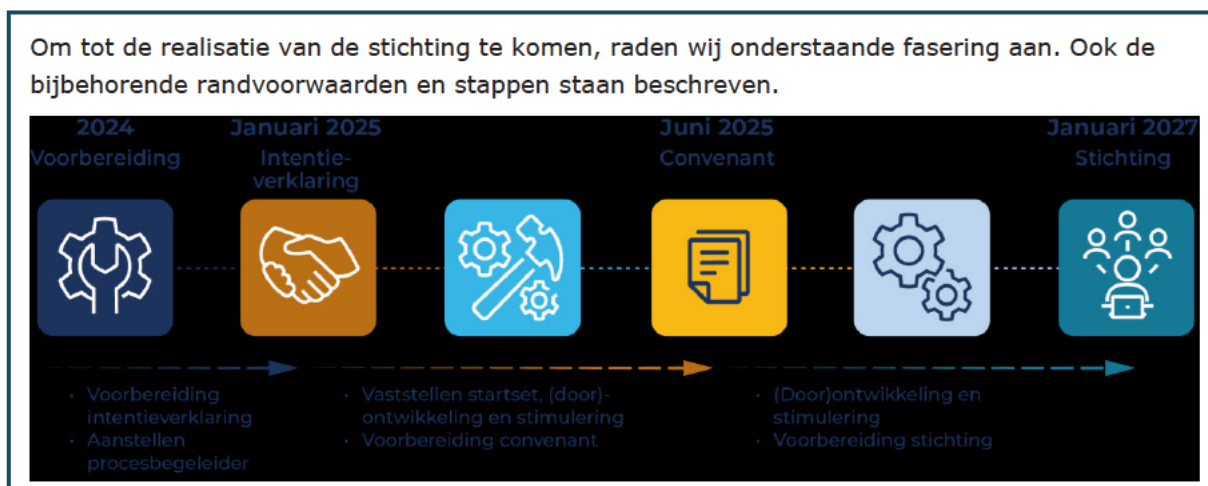 Om tot de realisatie van de stichting te komen, raden wij onderstaande fasering aan. Ook de
bijbehorende randvoorwaarden en stappen staan beschreven.
2024
Voorbereiding
Januari 2025
Intentie-
verklaring
Juni 2025
Convenant
Januari 2027
Stichting
• Voorbereiding
intentieverklaring
• Aanstellen
procesbegeleider
• Vaststellen startset, (door)-
ontwikkeling en stimulering
• Voorbereiding convenant
• (Door)ontwikkeling en
stimulering
• Voorbereiding stichting